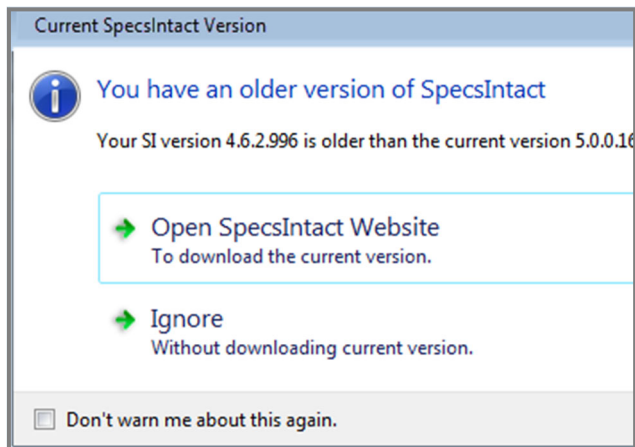 Current SpecsIntact Version
You have an older version of SpecsIntact
Your SI version 4.6.2.996 is older than the current version 5.0.0.16
Open SpecsIntact Website
To download the current version.
Ignore
Without downloading current version.
Don't warn me about this again.